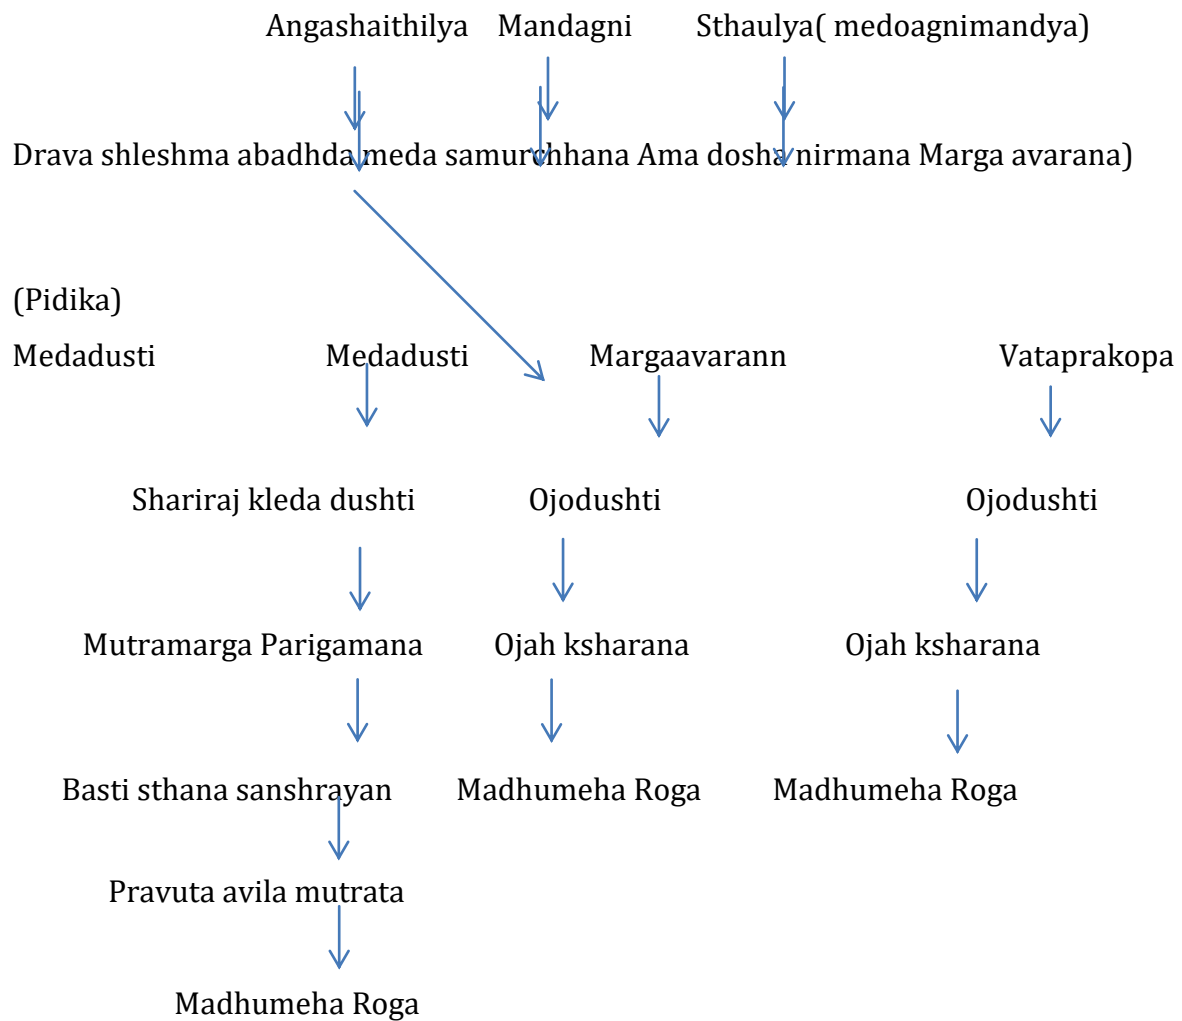 Angashaithilya Mandagni Sthaulya( medoagnimandya)
Drava shleshma abadhda meda samurchhana Ama dosha nirmana Marga avarana)
(Pidika)
Medadusti Medadusti Margaavarann Vataprakopa
Shariraj kleda dushti Ojodushti Ojodushti
Mutramarga Parigamana Ojah ksharana Ojah ksharana
Basti sthana sanshrayan Madhumeha Roga Madhumeha Roga
Pravuta avila mutrata
Madhumeha Roga